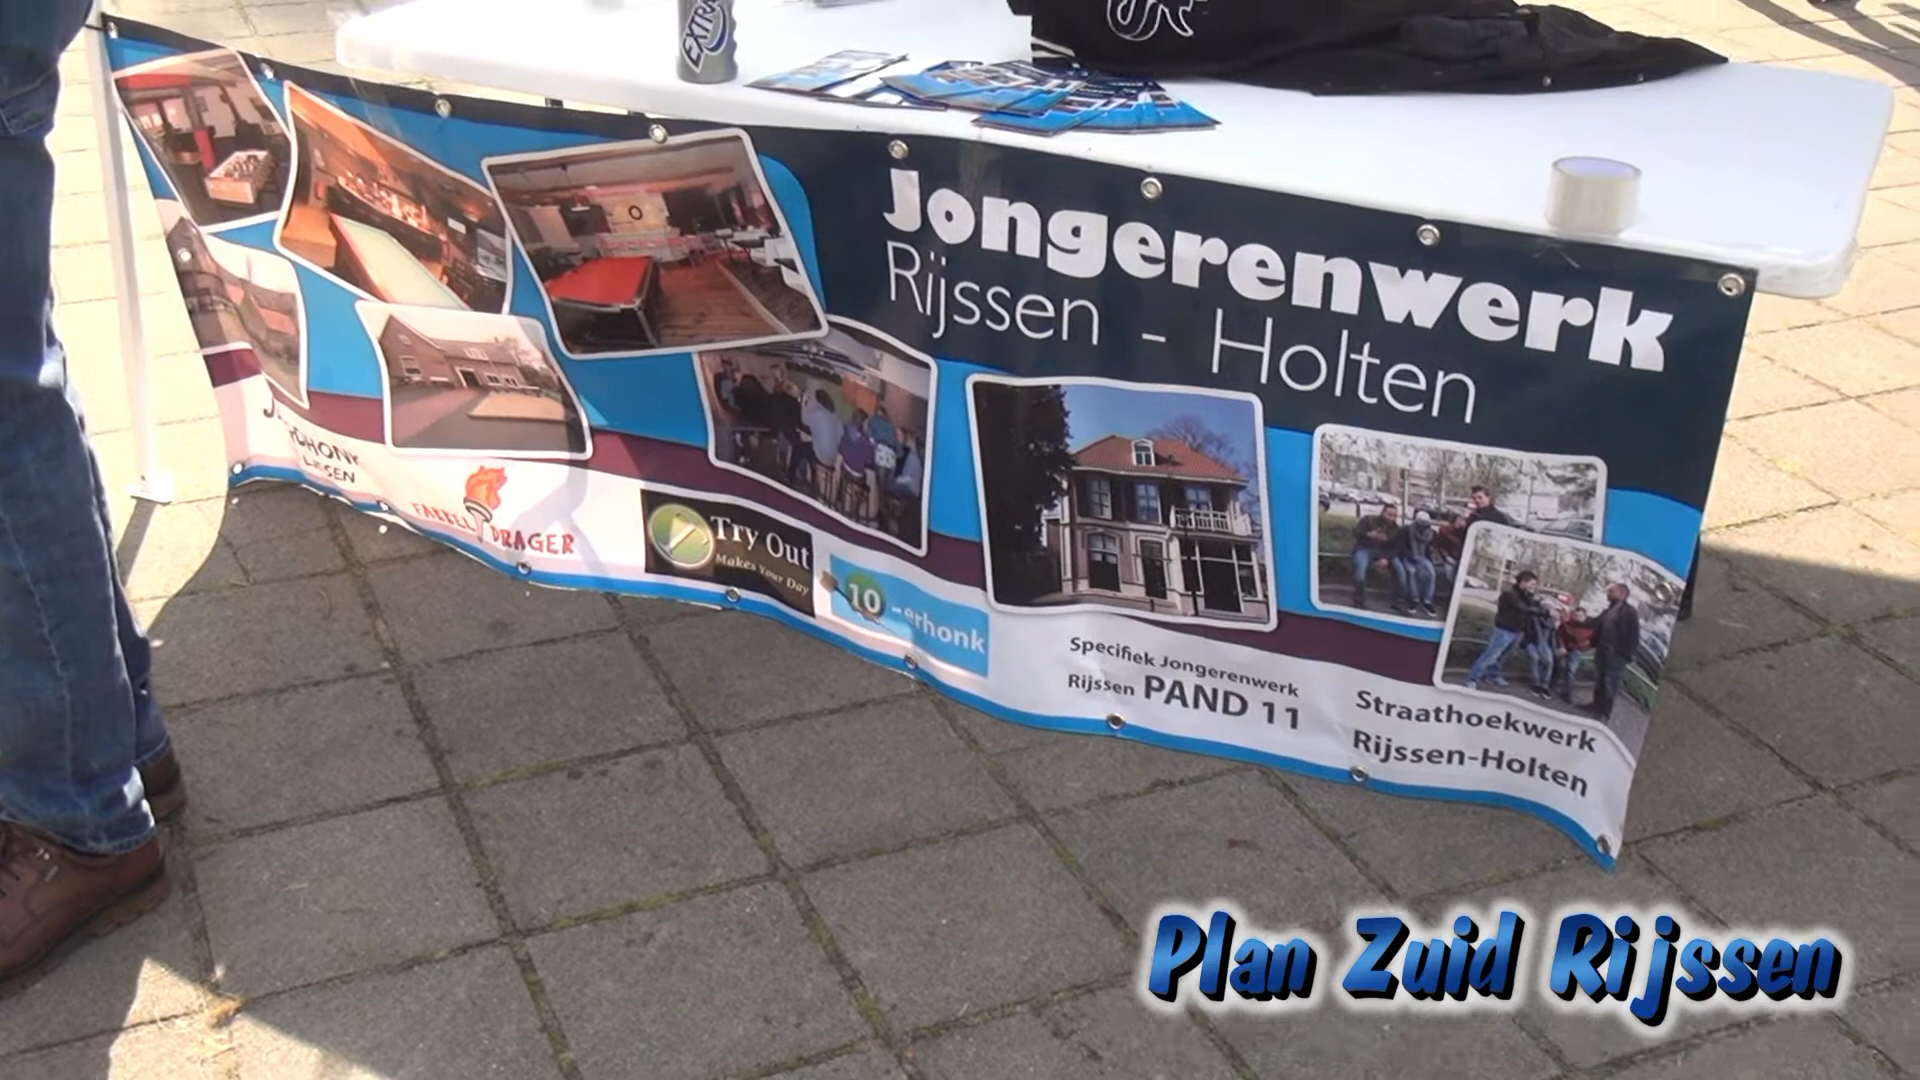 EXTRA
Jongerenwerk
Rijssen - Holten
FAKKEL DRAGER
Try Out
Makes Your Day
10 -erhonk
Specifiek Jongerenwerk
Rijssen PAND 11
Straathoekwerk
Rijssen-Holten
Plan Zuid Rijssen